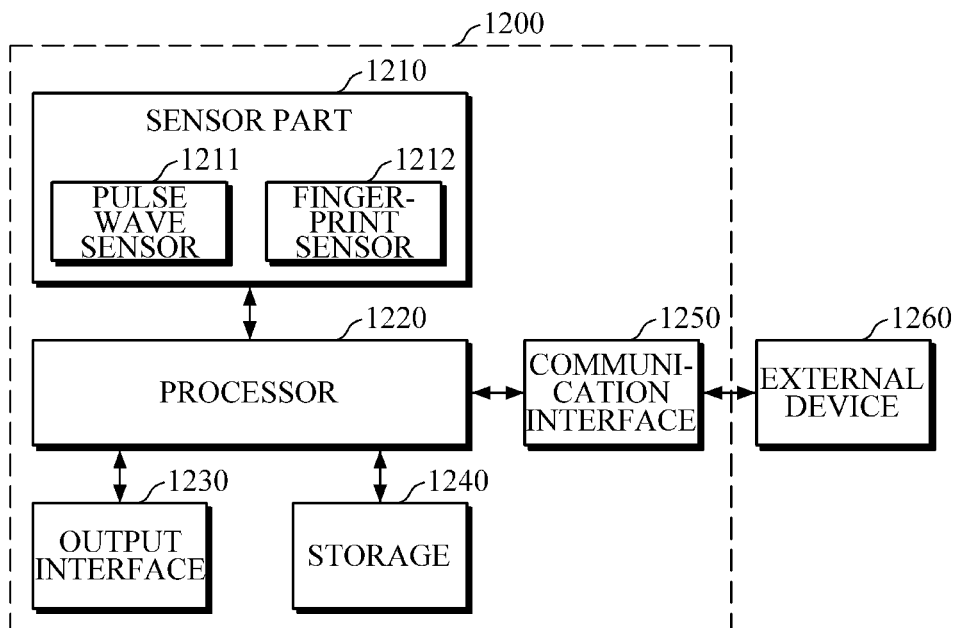 1200
1210
SENSOR PART
1211
PULSE
WAVE
SENSOR
1212
FINGER-
PRINT
SENSOR
1220
PROCESSOR
1250
COMMUNI-
CATION
INTERFACE
1260
EXTERNAL
DEVICE
1230
OUTPUT
INTERFACE
1240
STORAGE